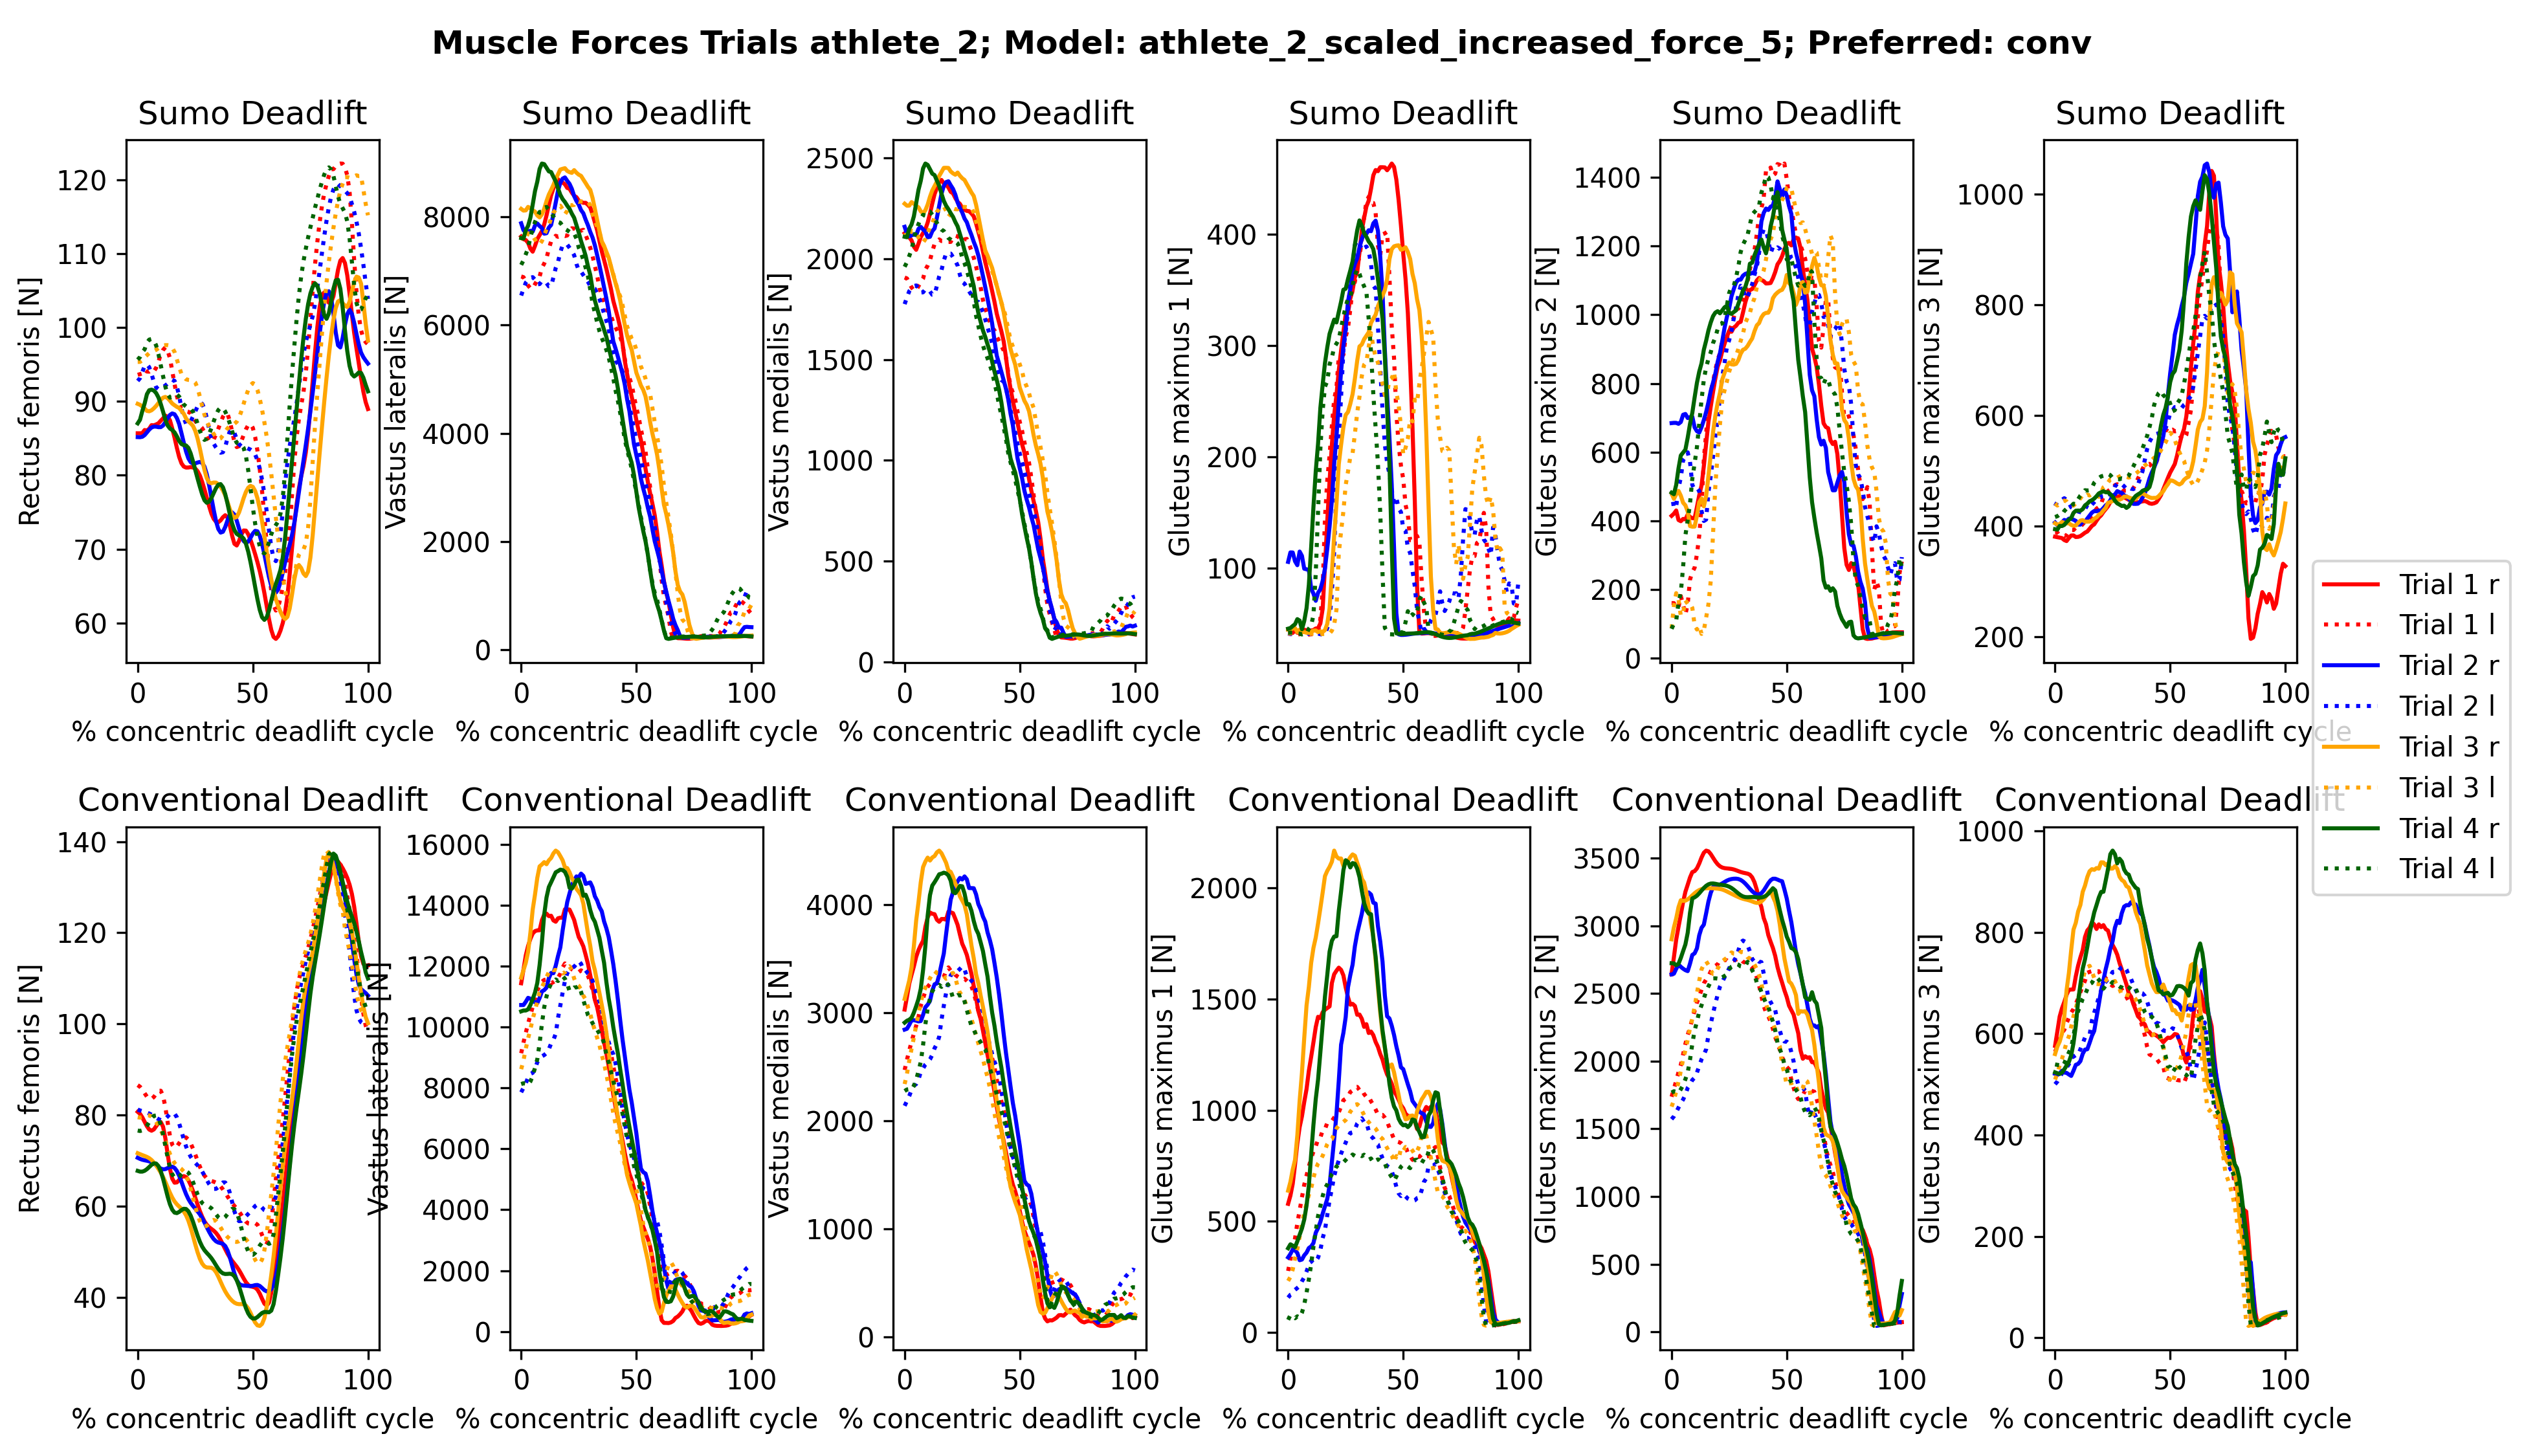 Muscle Forces Trials athlete_2; Model: athlete_2_scaled_increased_force_5; Preferred: conv
Sumo Deadlift Sumo Deadlift Sumo Deadlift Sumo Deadlift Sumo Deadlift Sumo Deadlift
Rectus femoris [N]
120
110
100
90
80
70
60
0 50 100
% concentric deadlift cycle
Vastus lateralis [N]
8000
6000
4000
2000
0
0 50 100
% concentric deadlift cycle
Vastus medialis [N]
2500
2000
1500
1000
500
0
0 50 100
% concentric deadlift cycle
Gluteus maximus 1 [N]
400
300
200
100
0 50 100
% concentric deadlift cycle
Gluteus maximus 2 [N]
1400
1200
1000
800
600
400
200
0
0 50 100
% concentric deadlift cycle
Gluteus maximus 3 [N]
1000
800
600
400
200
0 50 100
% concentric deadlift cycle
Trial 1 r
Trial 1 l
Trial 2 r
Trial 2 l
Trial 3 r
Trial 3 l
Trial 4 r
Trial 4 l
Conventional Deadlift Conventional Deadlift Conventional Deadlift Conventional Deadlift Conventional Deadlift Conventional Deadlift
Rectus femoris [N]
140
120
100
80
60
40
0 50 100
% concentric deadlift cycle
Vastus lateralis [N]
16000
14000
12000
10000
8000
6000
4000
2000
0
0 50 100
% concentric deadlift cycle
Vastus medialis [N]
4000
3000
2000
1000
0
0 50 100
% concentric deadlift cycle
Gluteus maximus 1 [N]
2000
1500
1000
500
0
0 50 100
% concentric deadlift cycle
Gluteus maximus 2 [N]
3500
3000
2500
2000
1500
1000
500
0
0 50 100
% concentric deadlift cycle
Gluteus maximus 3 [N]
1000
800
600
400
200
0
0 50 100
% concentric deadlift cycle